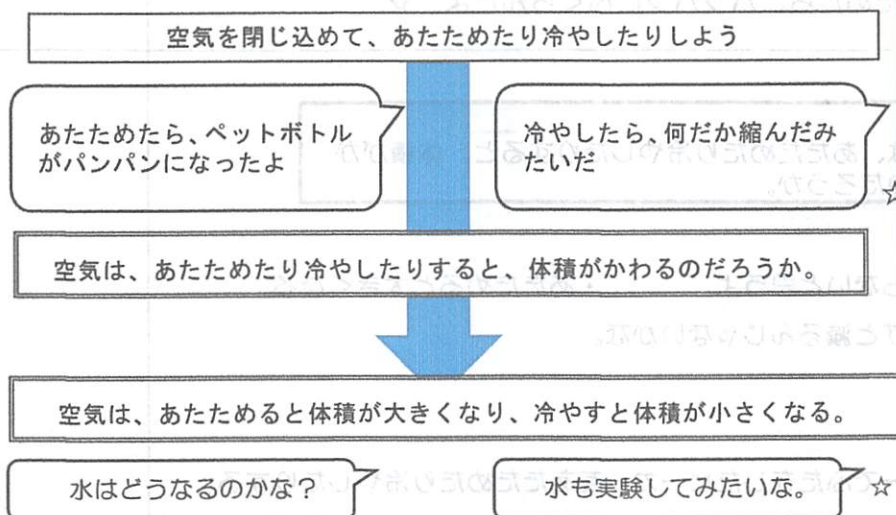 空気を閉じ込めて、あたためたり冷やしたりしよう
あたためたら、ペットボトル
がパンパンになったよ
冷やしたら、何だか縮んだみ
たいだ
☆
空気は、あたためたり冷やしたりすると、体積がかわるのだろうか。
空気は、あたためると体積が大きくなり、冷やすと体積が小さくなる。
水はどうなるのかな？
水も実験してみたいな。
☆